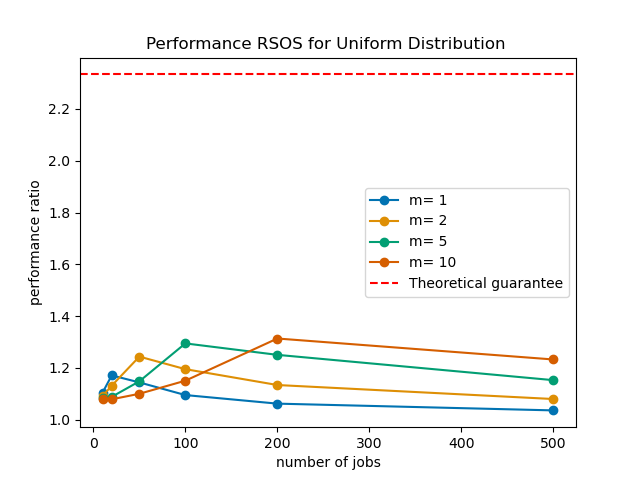 Performance RSOS for Uniform Distribution
performance ratio
2.2
2.0
1.8
1.6
1.4
1.2
1.0
m= 1
m= 2
m= 5
m= 10
Theoretical guarantee
0 100 200 300 400 500
number of jobs